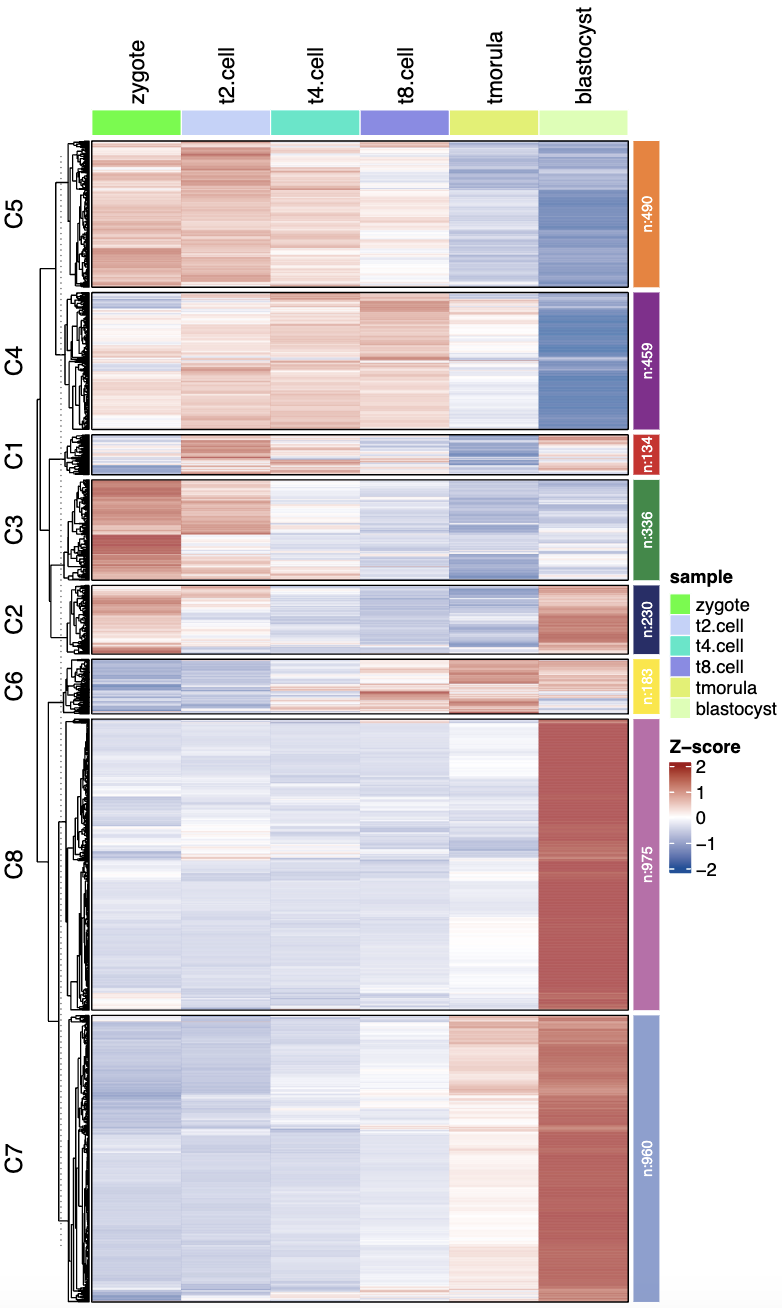 zygote
t2.cell
t4.cell
t8.cell
tmorula
blastocyst
C5
n:490
C4
n:459
C1
n:134
C3
n:336
C2
n:230
C6
n:183
C8
n:975
C7
n:960
sample
zygote
t2.cell
t4.cell
t8.cell
tmorula
blastocyst
Z-score
2
1
0
−1
−2